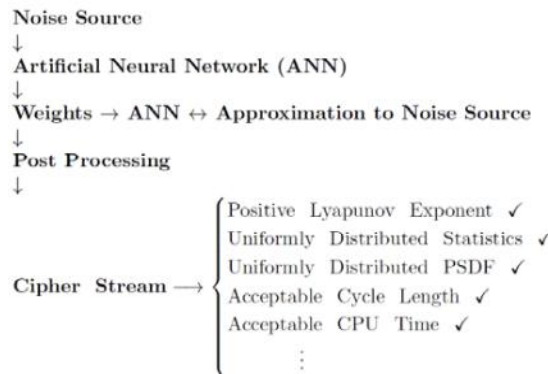 Noise Source
↓
Artificial Neural Network (ANN)
↓
Weights → ANN ↔ Approximation to Noise Source
↓
Post Processing
↓
Positive Lyapunov Exponent ✓
Uniformly Distributed Statistics ✓
Uniformly Distributed PSDF ✓
Cipher Stream ⟶
Acceptable Cycle Length ✓
Acceptable CPU Time ✓
⋮